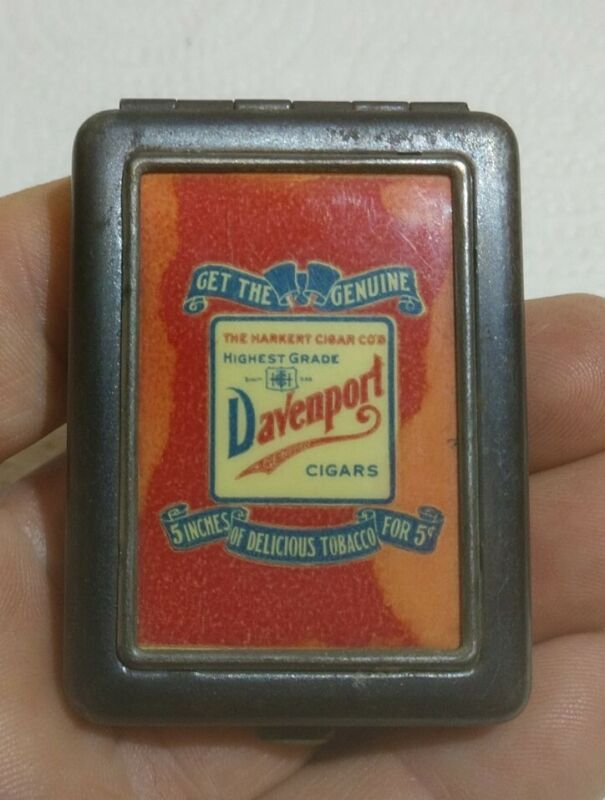 GET THE GENUINE
THE HARKERT CIGAR CO'S
HIGHEST GRADE
Davenport
CIGARS
5 INCHES OF DELICIOUS TOBACCO FOR 5¢